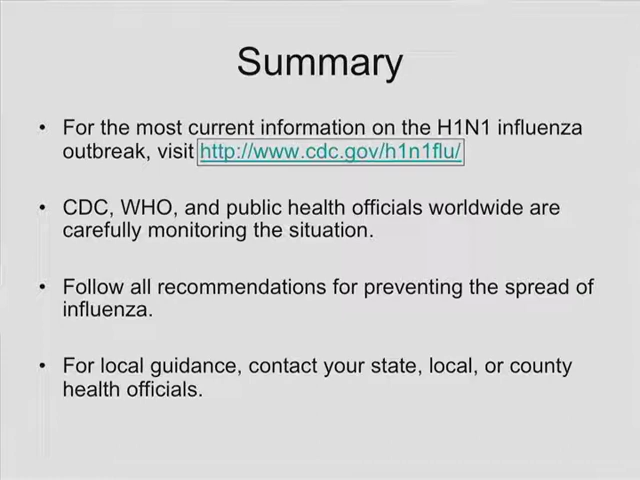 Summary
• For the most current information on the H1N1 influenza
outbreak, visit http://www.cdc.gov/h1n1flu/
• CDC, WHO, and public health officials worldwide are
carefully monitoring the situation.
• Follow all recommendations for preventing the spread of
influenza.
• For local guidance, contact your state, local, or county
health officials.